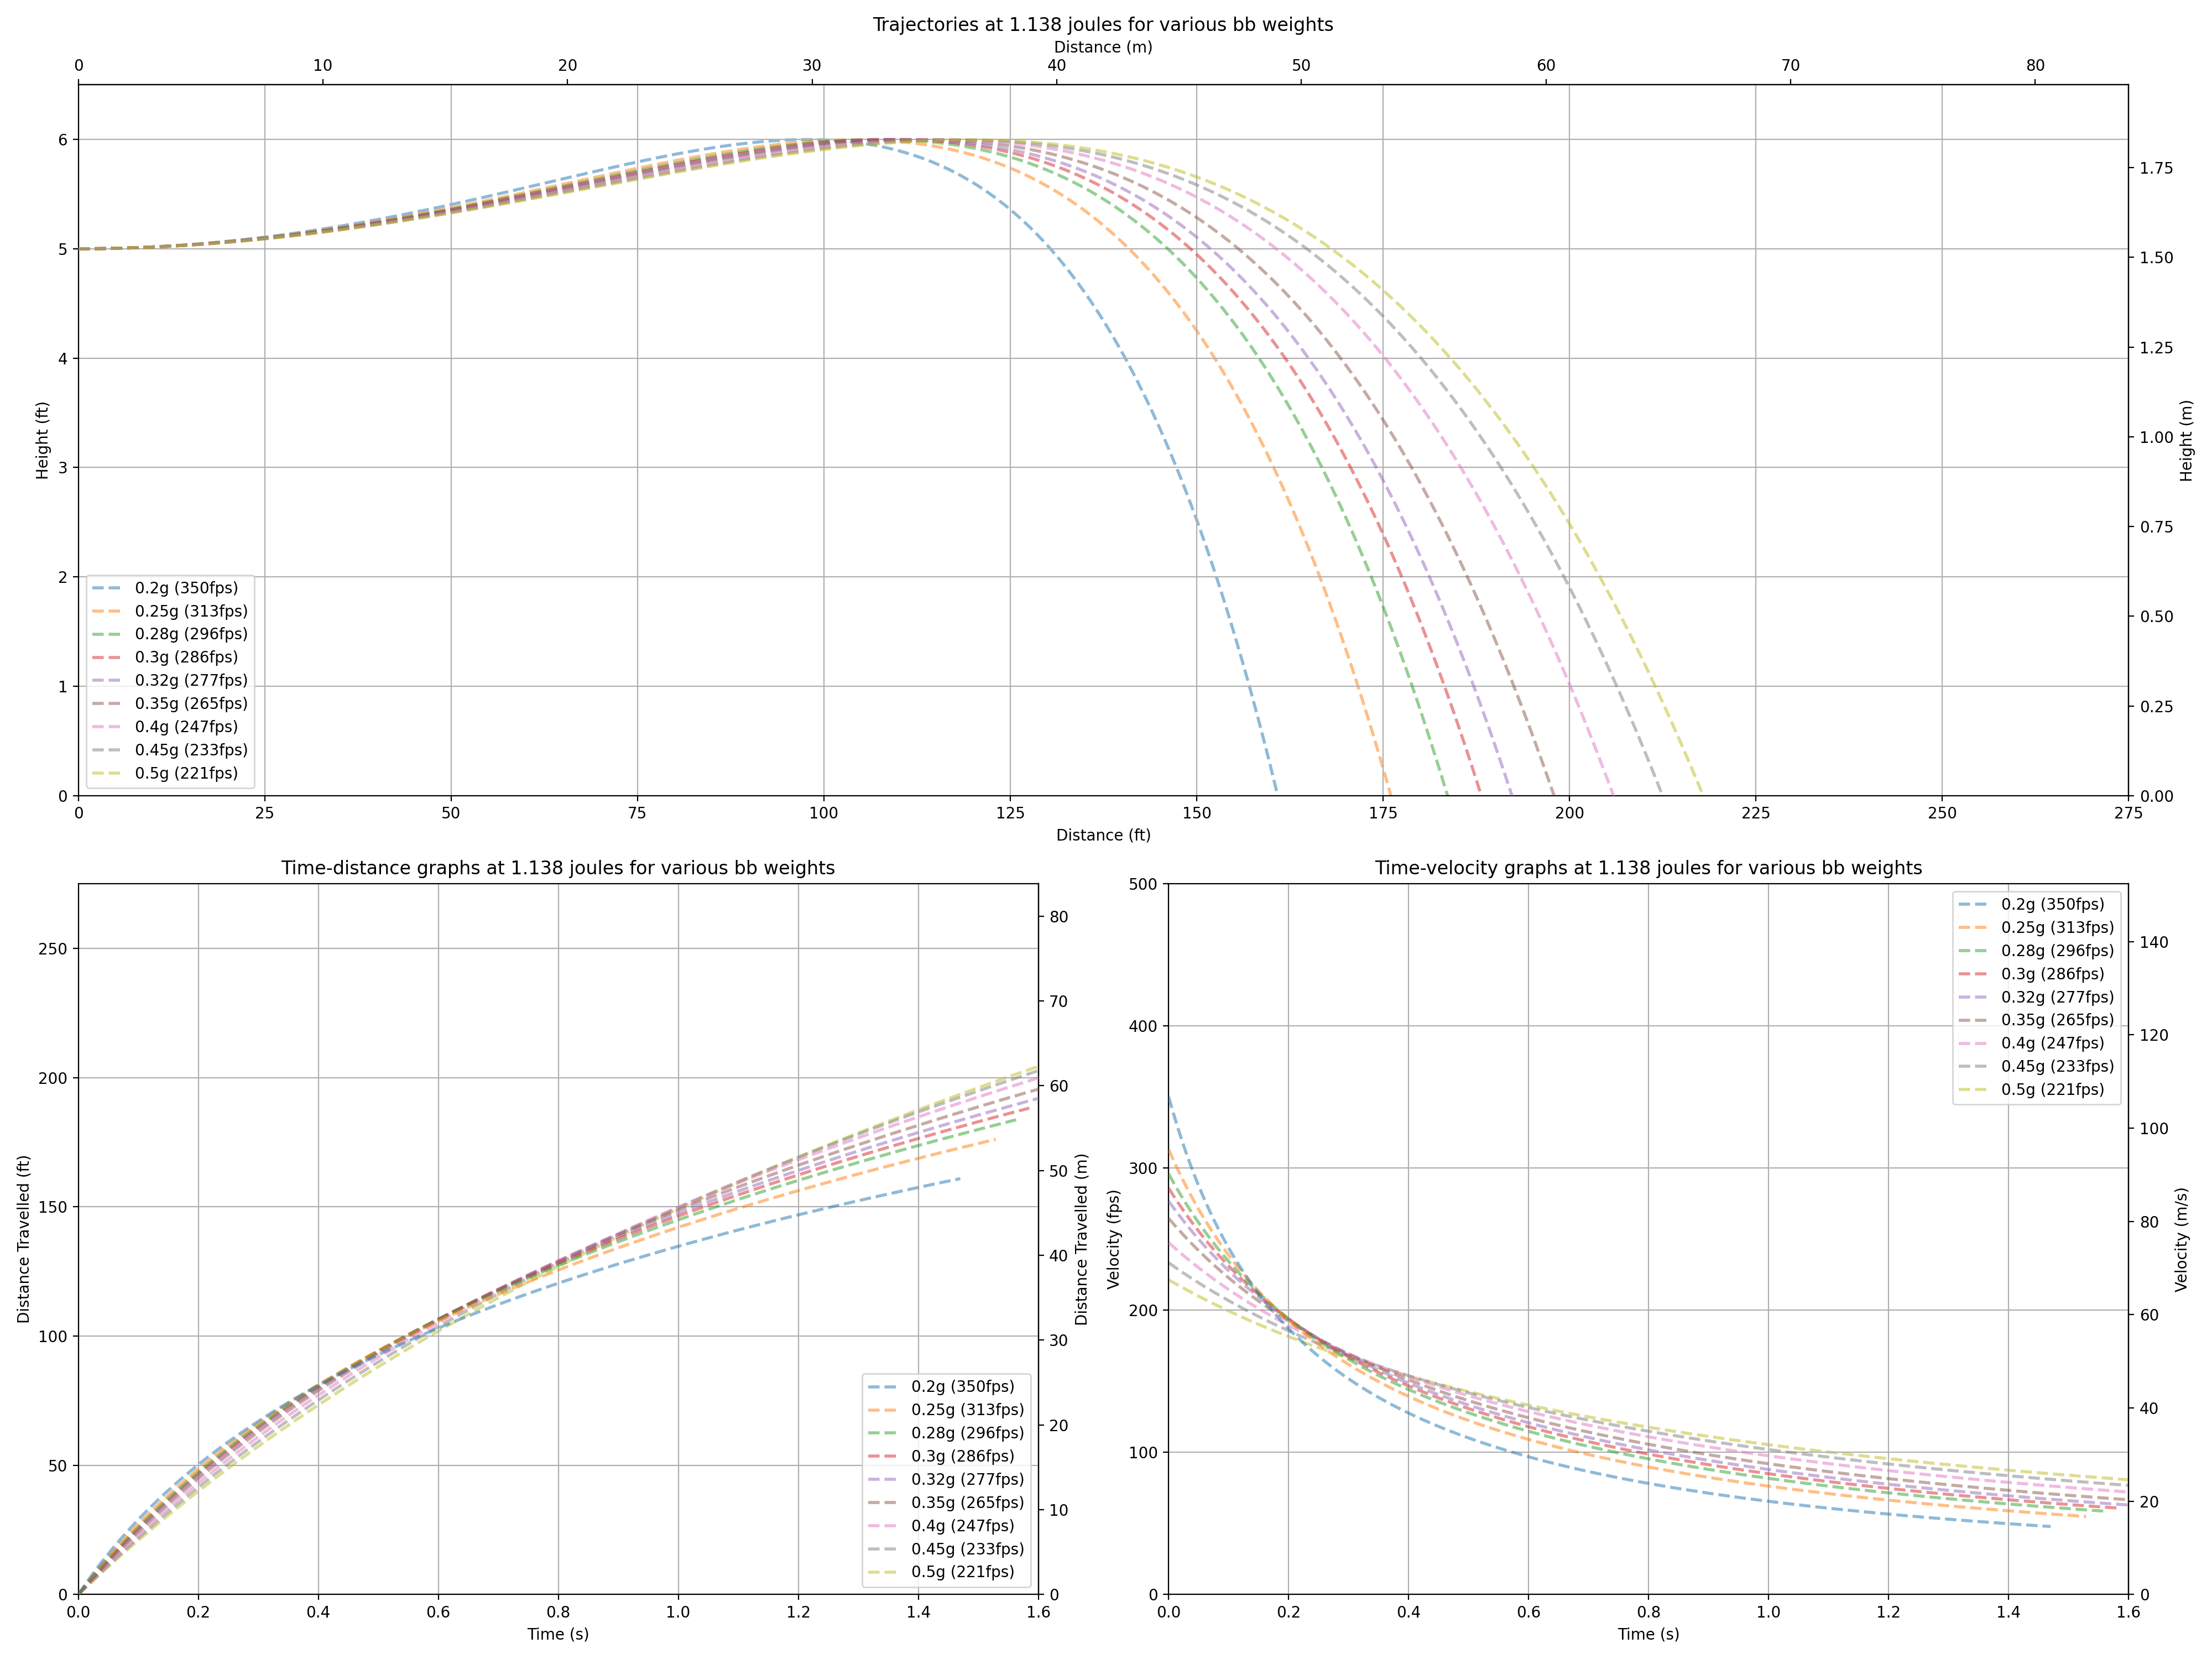 Trajectories at 1.138 joules for various bb weights
Distance (m)
0 10 20 30 40 50 60 70 80
6
5
4
3
2
1
0
Height (ft)
1.75
1.50
1.25
1.00
0.75
0.50
0.25
0.00
Height (m)
0.2g (350fps)
0.25g (313fps)
0.28g (296fps)
0.3g (286fps)
0.32g (277fps)
0.35g (265fps)
0.4g (247fps)
0.45g (233fps)
0.5g (221fps)
0 25 50 75 100 125 150 175 200 225 250 275
Distance (ft)
Time-distance graphs at 1.138 joules for various bb weights
250
200
150
100
50
0
Distance Travelled (ft)
80
70
60
50
40
30
20
10
0
Distance Travelled (m)
0.2g (350fps)
0.25g (313fps)
0.28g (296fps)
0.3g (286fps)
0.32g (277fps)
0.35g (265fps)
0.4g (247fps)
0.45g (233fps)
0.5g (221fps)
0.0 0.2 0.4 0.6 0.8 1.0 1.2 1.4 1.6
Time (s)
Time-velocity graphs at 1.138 joules for various bb weights
500
400
300
200
100
0
Velocity (fps)
140
120
100
80
60
40
20
0
Velocity (m/s)
0.2g (350fps)
0.25g (313fps)
0.28g (296fps)
0.3g (286fps)
0.32g (277fps)
0.35g (265fps)
0.4g (247fps)
0.45g (233fps)
0.5g (221fps)
0.0 0.2 0.4 0.6 0.8 1.0 1.2 1.4 1.6
Time (s)